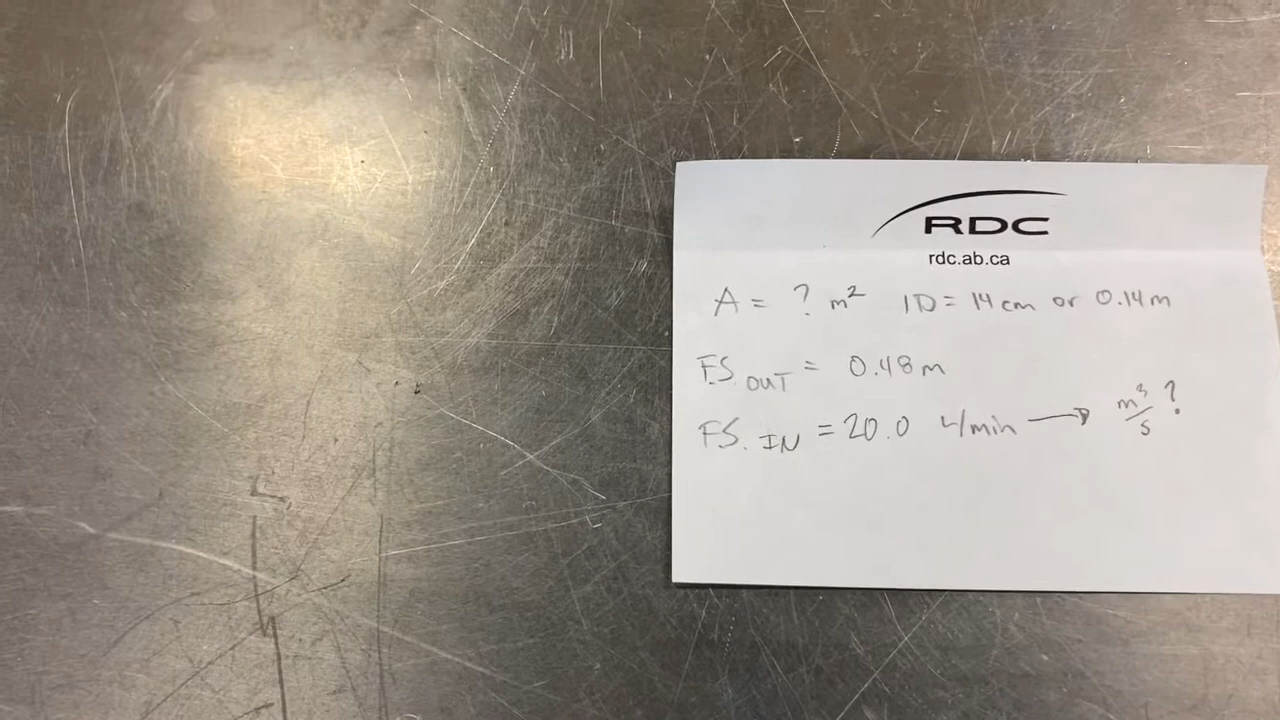 RDC
rdc.ab.ca
A = ? m² ID = 14 cm or 0.14 m
F.S. OUT = 0.48 m
F.S. IN = 20.0 L/min → m³/s ?